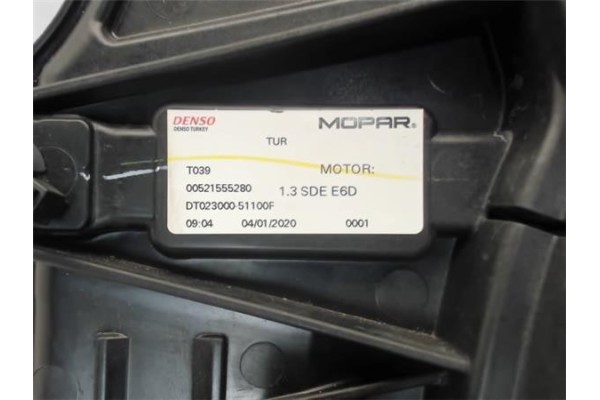 DENSO MOPAR®
DENSO TURKEY
TUR
T039 MOTOR:
00521555280 1.3 SDE E6D
DT023000-51100F
09:04 04/01/2020 0001